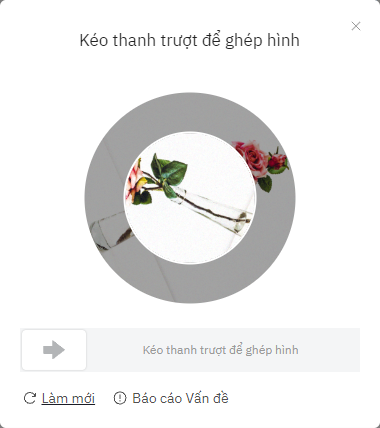 Kéo thanh trượt để ghép hình
Kéo thanh trượt để ghép hình
Làm mới
Báo cáo Vấn đề